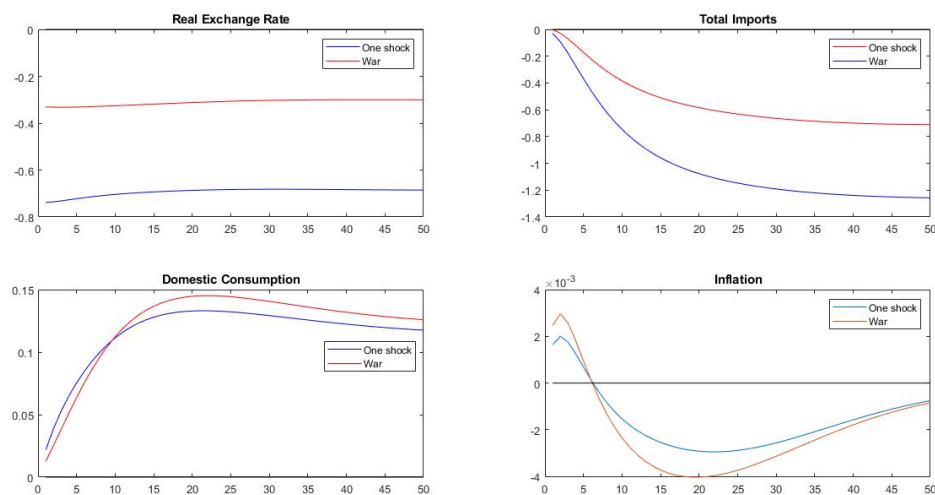 Real Exchange Rate
0
-0.2
-0.4
-0.6
-0.8
One shock
War
0 5 10 15 20 25 30 35 40 45 50
Total Imports
0
-0.2
-0.4
-0.6
-0.8
-1
-1.2
-1.4
One shock
War
0 5 10 15 20 25 30 35 40 45 50
Domestic Consumption
0.15
0.1
0.05
0
One shock
War
0 5 10 15 20 25 30 35 40 45 50
Inflation
× 10⁻³
4
2
0
-2
-4
One shock
War
0 5 10 15 20 25 30 35 40 45 50